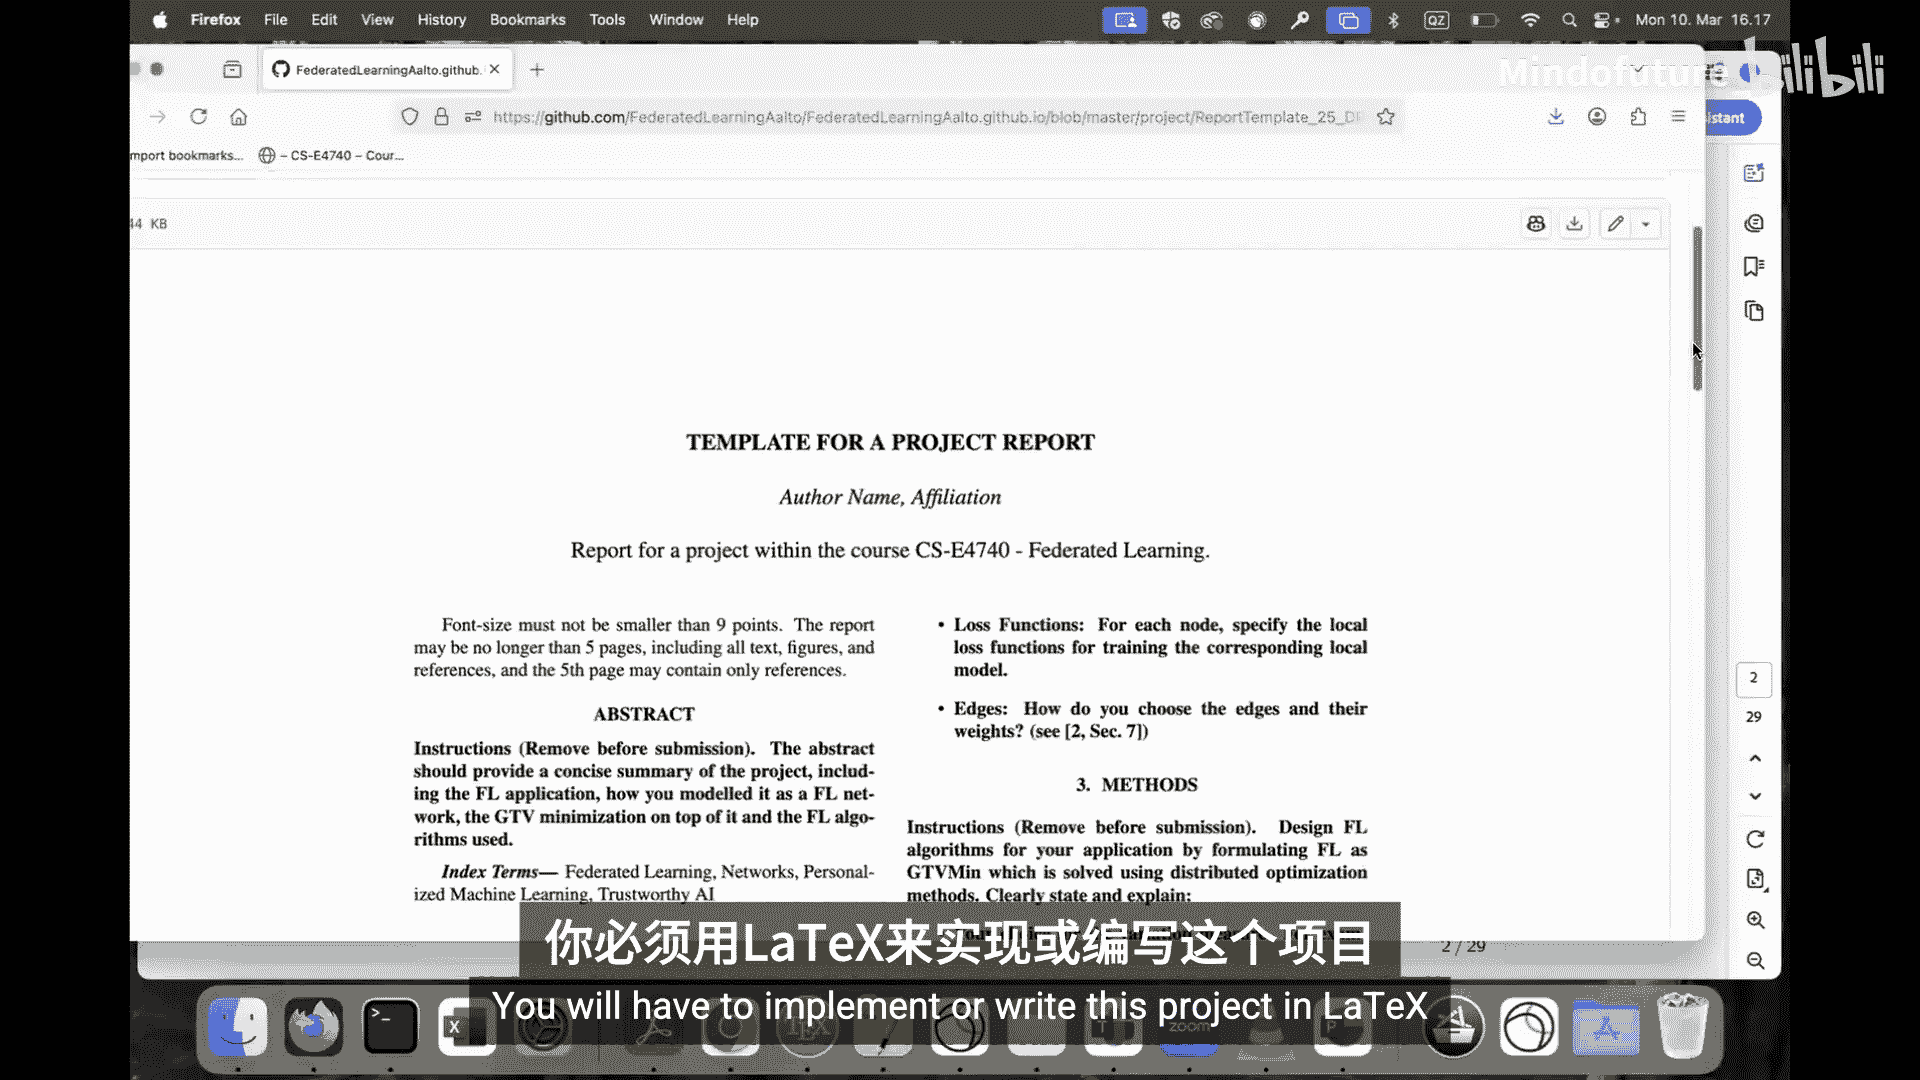 Firefox File Edit View History Bookmarks Tools Window Help
QZ
Mon 10. Mar 16.17
FederatedLearningAalto.github.
Mindofuture
bilibili
https://github.com/FederatedLearningAalto/FederatedLearningAalto.github.io/blob/master/project/ReportTemplate_25_D
istant
mport bookmarks...
– CS-E4740 – Cour...
44 KB
TEMPLATE FOR A PROJECT REPORT
Author Name, Affiliation
Report for a project within the course CS-E4740 - Federated Learning.
Font-size must not be smaller than 9 points. The report
may be no longer than 5 pages, including all text, figures, and
references, and the 5th page may contain only references.
ABSTRACT
Instructions (Remove before submission). The abstract
should provide a concise summary of the project, includ-
ing the FL application, how you modelled it as a FL net-
work, the GTV minimization on top of it and the FL algo-
rithms used.
Index Terms— Federated Learning, Networks, Personal-
ized Machine Learning, Trustworthy AI
• Loss Functions: For each node, specify the local
loss functions for training the corresponding local
model.
• Edges: How do you choose the edges and their
weights? (see [2, Sec. 7])
3. METHODS
Instructions (Remove before submission). Design FL
algorithms for your application by formulating FL as
GTVMin which is solved using distributed optimization
methods. Clearly state and explain:
2
29
2 / 29
你必须用LaTeX来实现或编写这个项目
You will have to implement or write this project in LaTeX
zoom